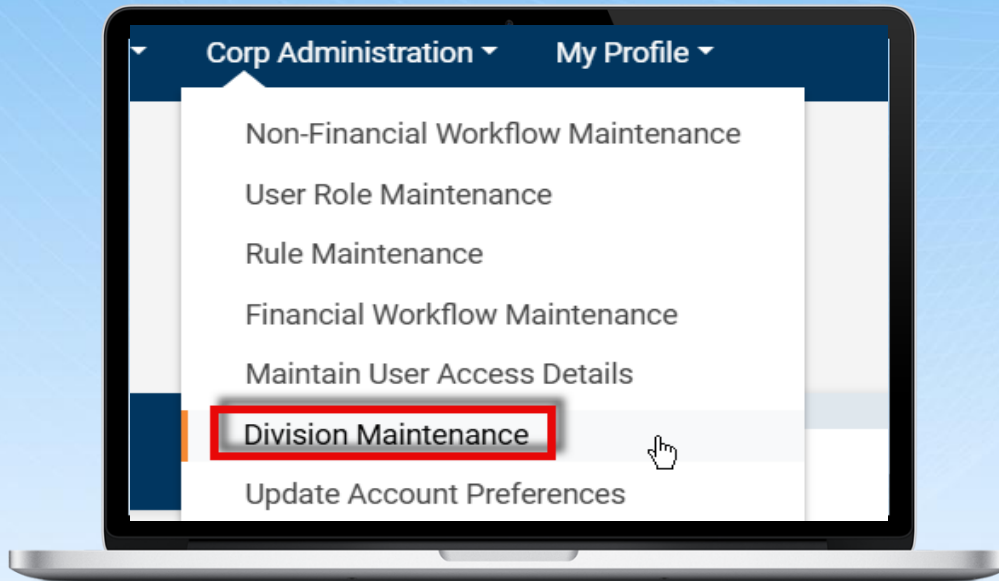 Corp Administration My Profile
Non-Financial Workflow Maintenance
User Role Maintenance
Rule Maintenance
Financial Workflow Maintenance
Maintain User Access Details
Division Maintenance
Update Account Preferences